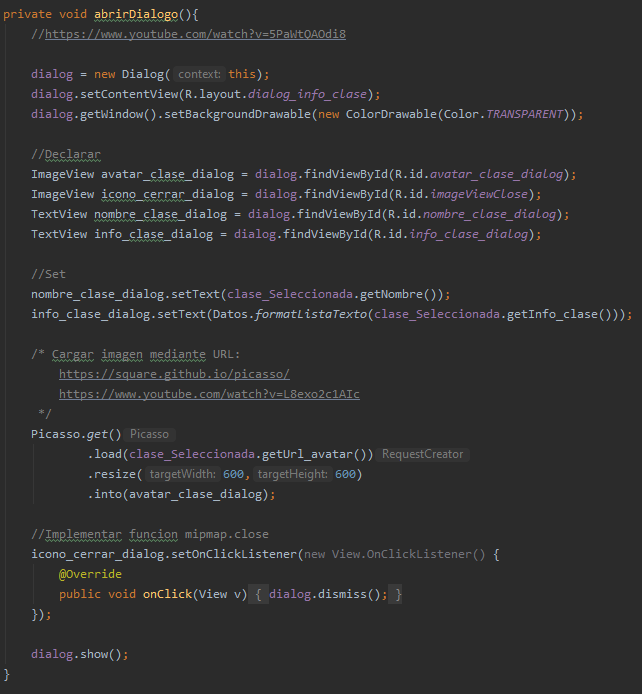 private void abrirDialogo(){
//https://www.youtube.com/watch?v=5PaWtQAOdi8
dialog = new Dialog( context: this);
dialog.setContentView(R.layout.dialog_info_clase);
dialog.getWindow().setBackgroundDrawable(new ColorDrawable(Color.TRANSPARENT));
//Declarar
ImageView avatar_clase_dialog = dialog.findViewById(R.id.avatar_clase_dialog);
ImageView icono_cerrar_dialog = dialog.findViewById(R.id.imageViewClose);
TextView nombre_clase_dialog = dialog.findViewById(R.id.nombre_clase_dialog);
TextView info_clase_dialog = dialog.findViewById(R.id.info_clase_dialog);
//Set
nombre_clase_dialog.setText(clase_Seleccionada.getNombre());
info_clase_dialog.setText(Datos.formatListaTexto(clase_Seleccionada.getInfo_clase()));
/* Cargar imagen mediante URL:
https://square.github.io/picasso/
https://www.youtube.com/watch?v=L8exo2c1AIc
*/
Picasso.get() Picasso
.load(clase_Seleccionada.getUrl_avatar()) RequestCreator
.resize( targetWidth: 600, targetHeight: 600)
.into(avatar_clase_dialog);
//Implementar funcion mipmap.close
icono_cerrar_dialog.setOnClickListener(new View.OnClickListener() {
@Override
public void onClick(View v) { dialog.dismiss(); }
});
dialog.show();
}